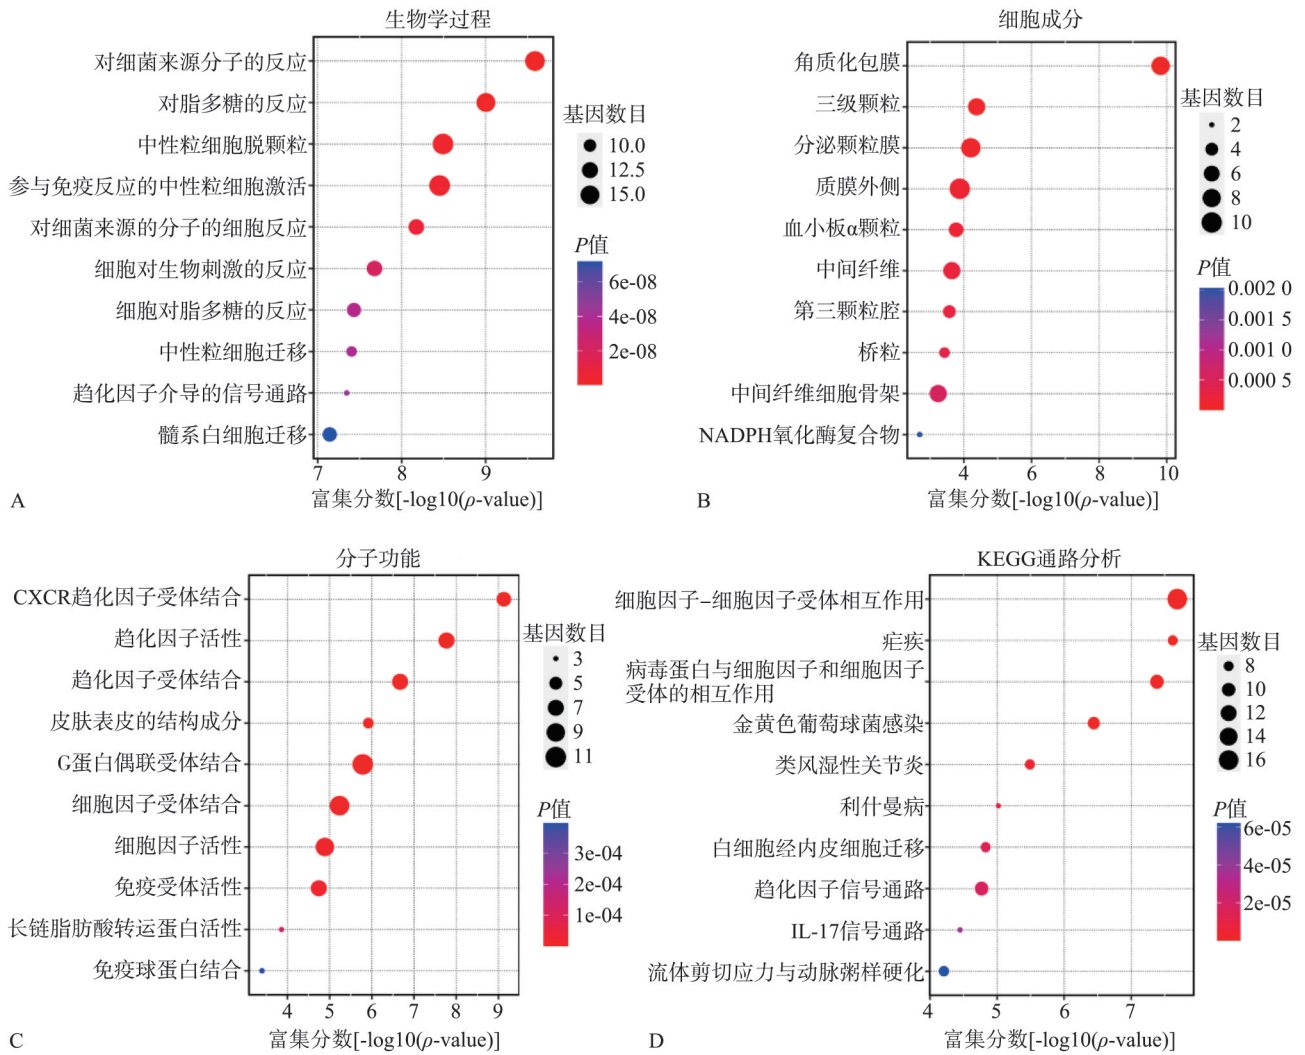 生物学过程
对细菌来源分子的反应
对脂多糖的反应
中性粒细胞脱颗粒
参与免疫反应的中性粒细胞激活
对细菌来源的分子的细胞反应
细胞对生物刺激的反应
细胞对脂多糖的反应
中性粒细胞迁移
趋化因子介导的信号通路
髓系白细胞迁移
7 8 9
富集分数[-log10(ρ-value)]
基因数目
10.0
12.5
15.0
P值
6e-08
4e-08
2e-08
A
细胞成分
角质化包膜
三级颗粒
分泌颗粒膜
质膜外侧
血小板α颗粒
中间纤维
第三颗粒腔
桥粒
中间纤维细胞骨架
NADPH氧化酶复合物
4 6 8 10
富集分数[-log10(ρ-value)]
基因数目
2
4
6
8
10
P值
0.002 0
0.001 5
0.001 0
0.000 5
B
分子功能
CXCR趋化因子受体结合
趋化因子活性
趋化因子受体结合
皮肤表皮的结构成分
G蛋白偶联受体结合
细胞因子受体结合
细胞因子活性
免疫受体活性
长链脂肪酸转运蛋白活性
免疫球蛋白结合
4 5 6 7 8 9
富集分数[-log10(ρ-value)]
基因数目
3
5
7
9
11
P值
3e-04
2e-04
1e-04
C
KEGG通路分析
细胞因子–细胞因子受体相互作用
疟疾
病毒蛋白与细胞因子和细胞因子
受体的相互作用
金黄色葡萄球菌感染
类风湿性关节炎
利什曼病
白细胞经内皮细胞迁移
趋化因子信号通路
IL-17信号通路
流体剪切应力与动脉粥样硬化
4 5 6 7
富集分数[-log10(ρ-value)]
基因数目
8
10
12
14
16
P值
6e-05
4e-05
2e-05
D